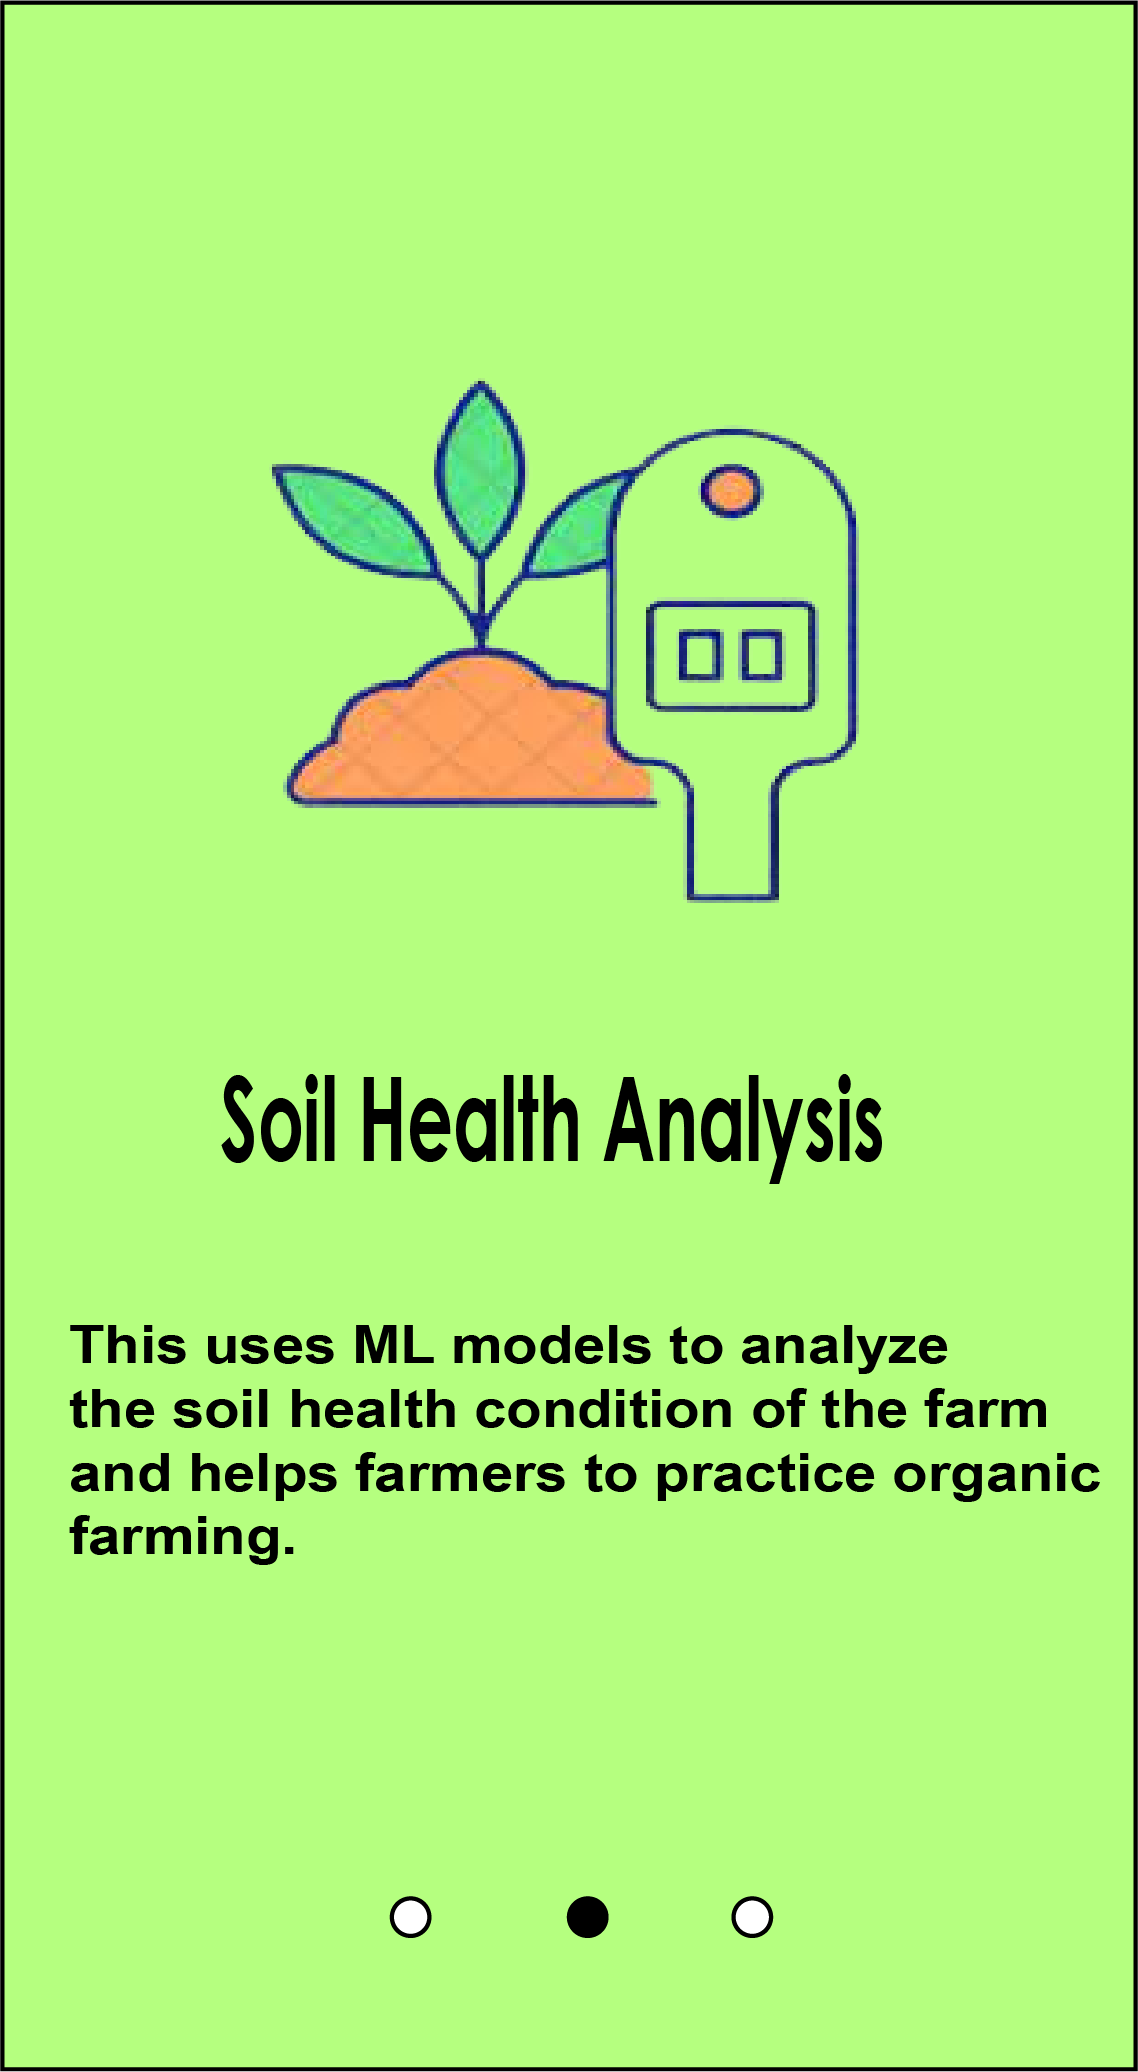 Soil Health Analysis
This uses ML models to analyze
the soil health condition of the farm
and helps farmers to practice organic
farming.